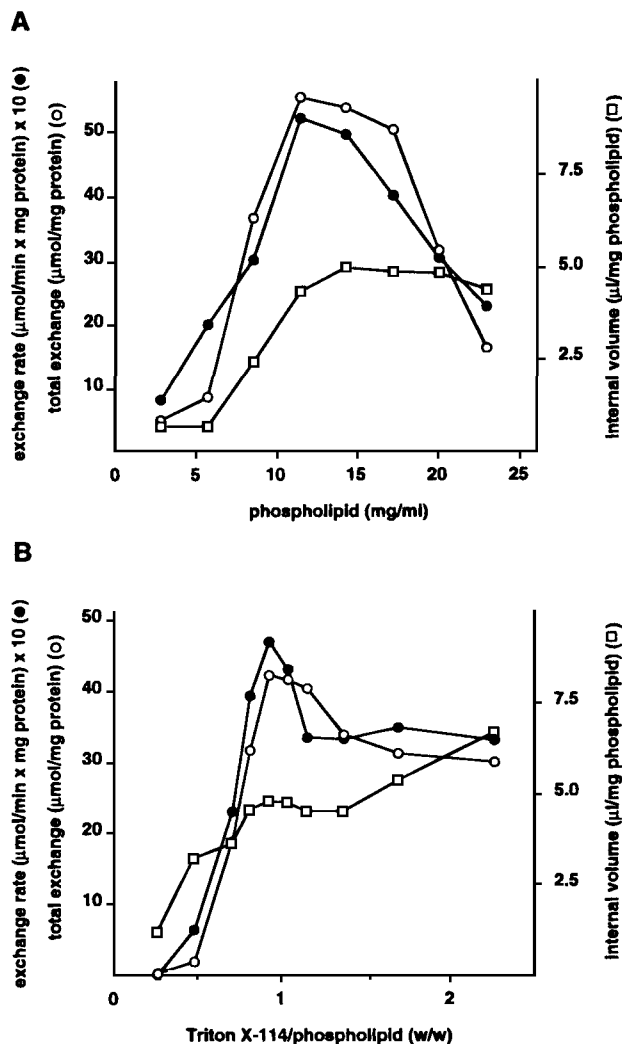 A
exchange rate (μmol/min x mg protein) x 10 (●)
total exchange (μmol/mg protein) (○)
50
40
30
20
10
7.5
5.0
2.5
Internal volume (μl/mg phospholipid) (□)
0 5 10 15 20 25
phospholipid (mg/ml)
B
exchange rate (μmol/min x mg protein) x 10 (●)
total exchange (μmol/mg protein) (○)
50
40
30
20
10
7.5
5.0
2.5
Internal volume (μl/mg phospholipid) (□)
0 1 2
Triton X-114/phospholipid (w/w)